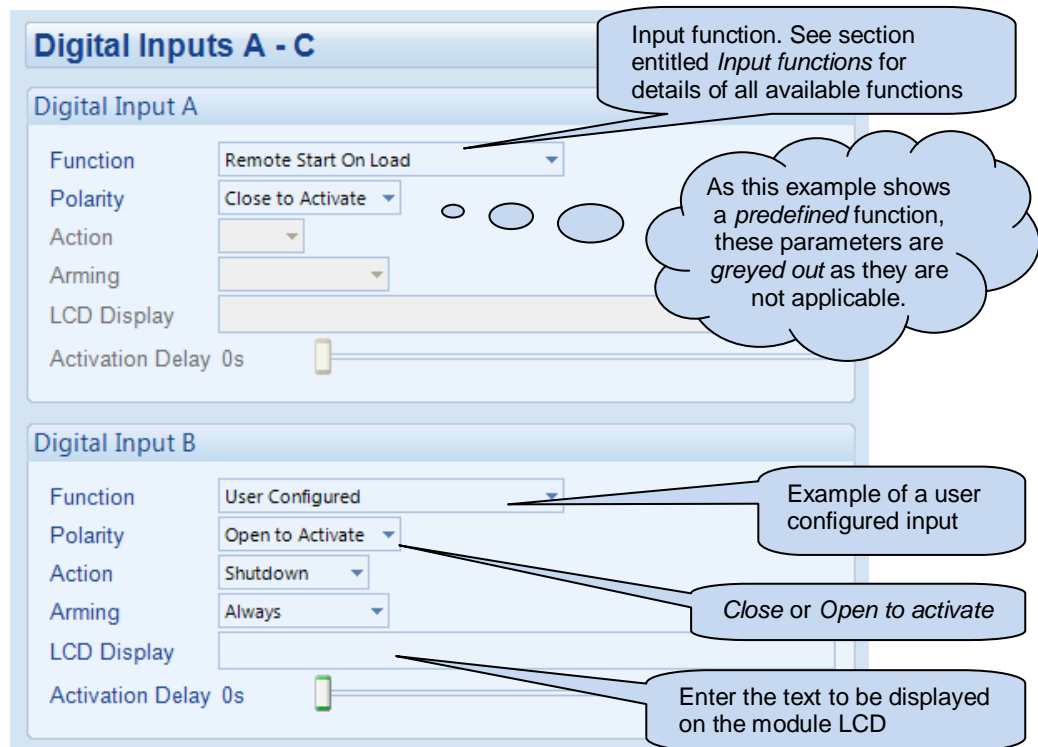 Digital Inputs A - C
Input function. See section
entitled Input functions for
details of all available functions
Digital Input A
Function Remote Start On Load
Polarity Close to Activate
Action
Arming
LCD Display
Activation Delay 0s
As this example shows
a predefined function,
these parameters are
greyed out as they are
not applicable.
Digital Input B
Function User Configured
Polarity Open to Activate
Action Shutdown
Arming Always
LCD Display
Activation Delay 0s
Example of a user
configured input
Close or Open to activate
Enter the text to be displayed
on the module LCD